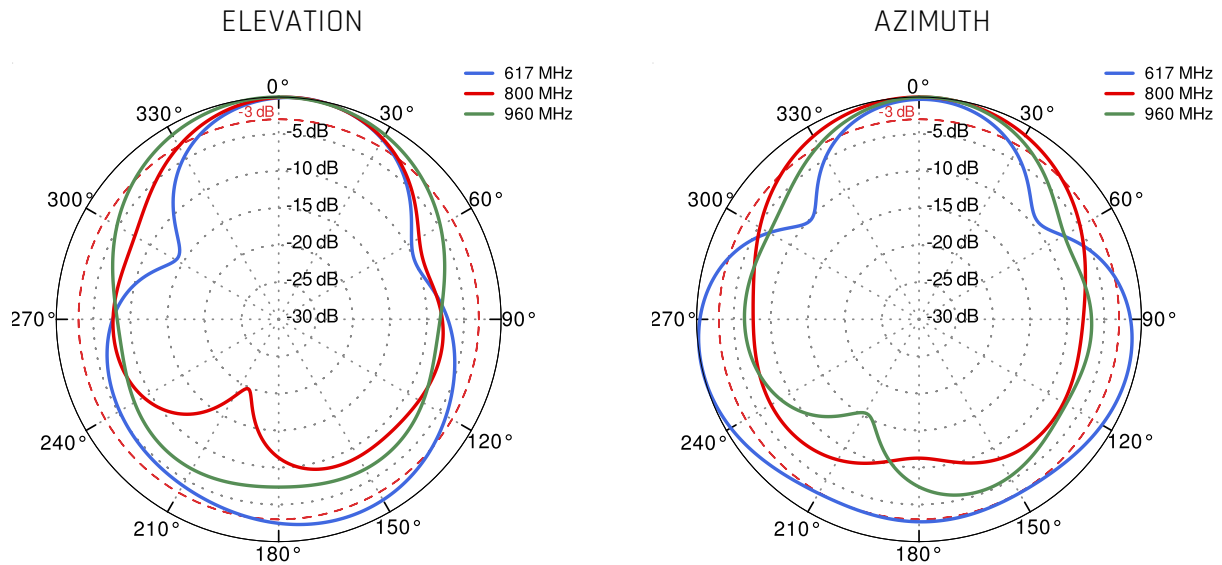 ELEVATION
617 MHz
800 MHz
960 MHz
0°
330°
-3 dB
30°
-5 dB
-10 dB
300°
60°
-15 dB
-20 dB
-25 dB
270°
-30 dB
90°
240°
120°
210°
150°
180°
AZIMUTH
617 MHz
800 MHz
960 MHz
0°
330°
-3 dB
30°
-5 dB
-10 dB
300°
60°
-15 dB
-20 dB
-25 dB
270°
-30 dB
90°
240°
120°
210°
150°
180°